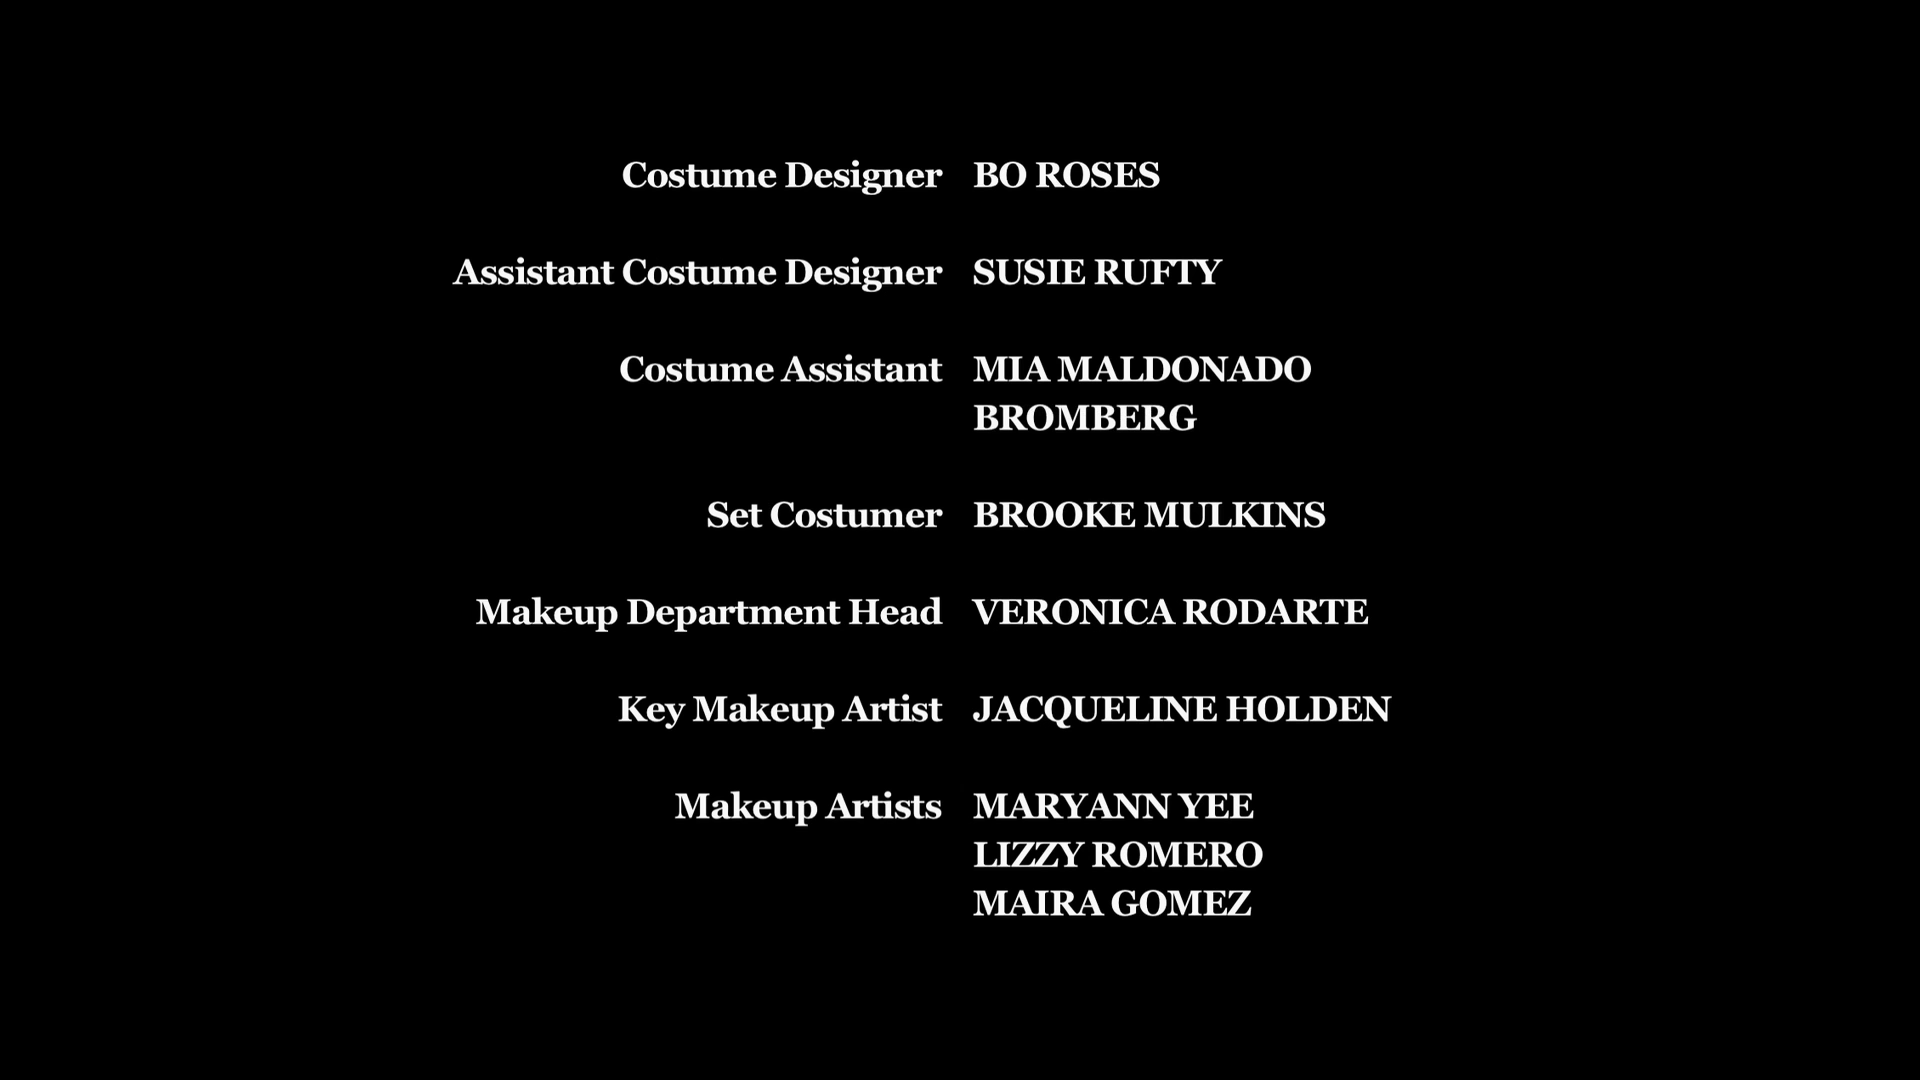 Costume Designer BO ROSES
Assistant Costume Designer SUSIE RUFTY
Costume Assistant MIA MALDONADO
BROMBERG
Set Costumer BROOKE MULKINS
Makeup Department Head VERONICA RODARTE
Key Makeup Artist JACQUELINE HOLDEN
Makeup Artists MARYANN YEE
LIZZY ROMERO
MAIRA GOMEZ